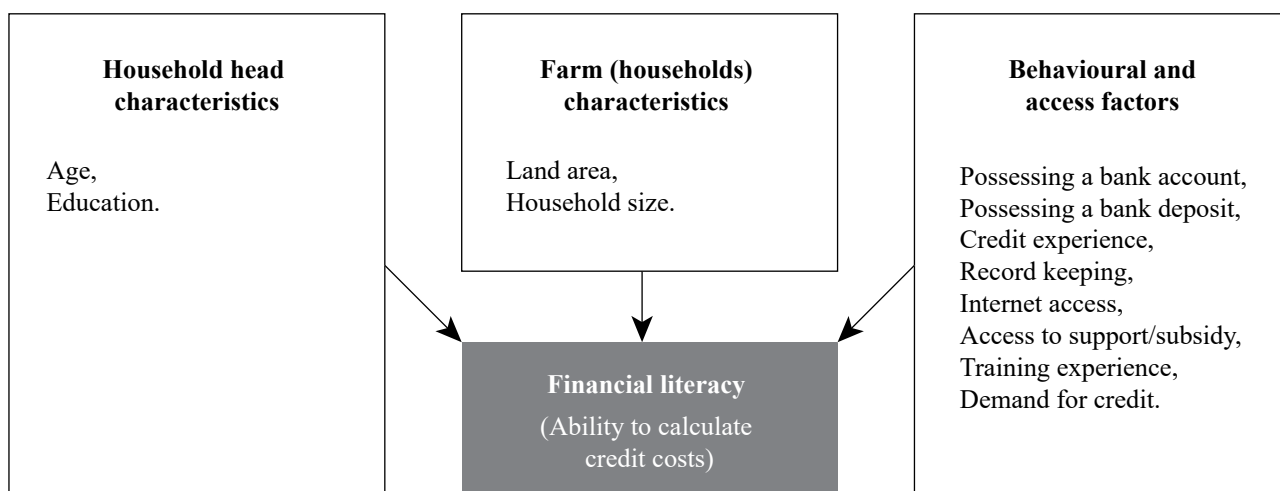 Household head
characteristics
Age,
Education.
Farm (households)
characteristics
Land area,
Household size.
Behavioural and
access factors
Possessing a bank account,
Possessing a bank deposit,
Credit experience,
Record keeping,
Internet access,
Access to support/subsidy,
Training experience,
Demand for credit.
Financial literacy
(Ability to calculate
credit costs)